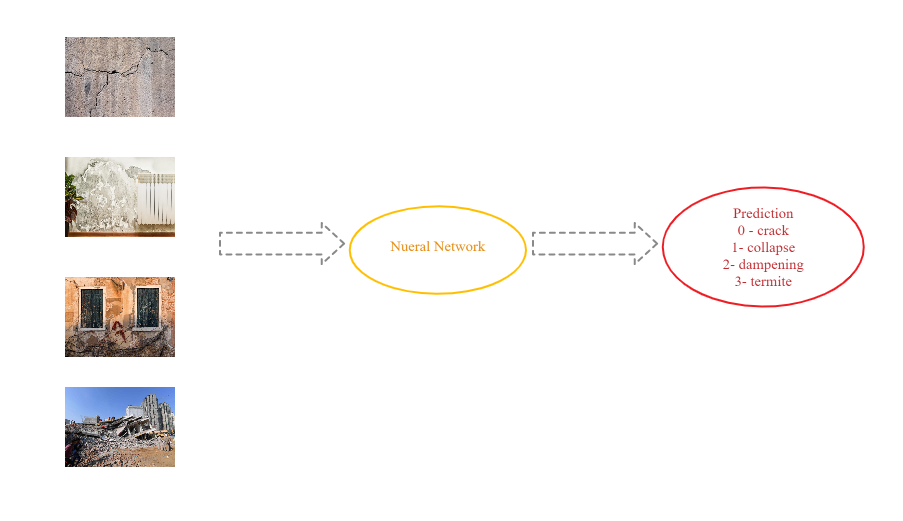 Nueral Network
Prediction
0 - crack
1- collapse
2- dampening
3- termite